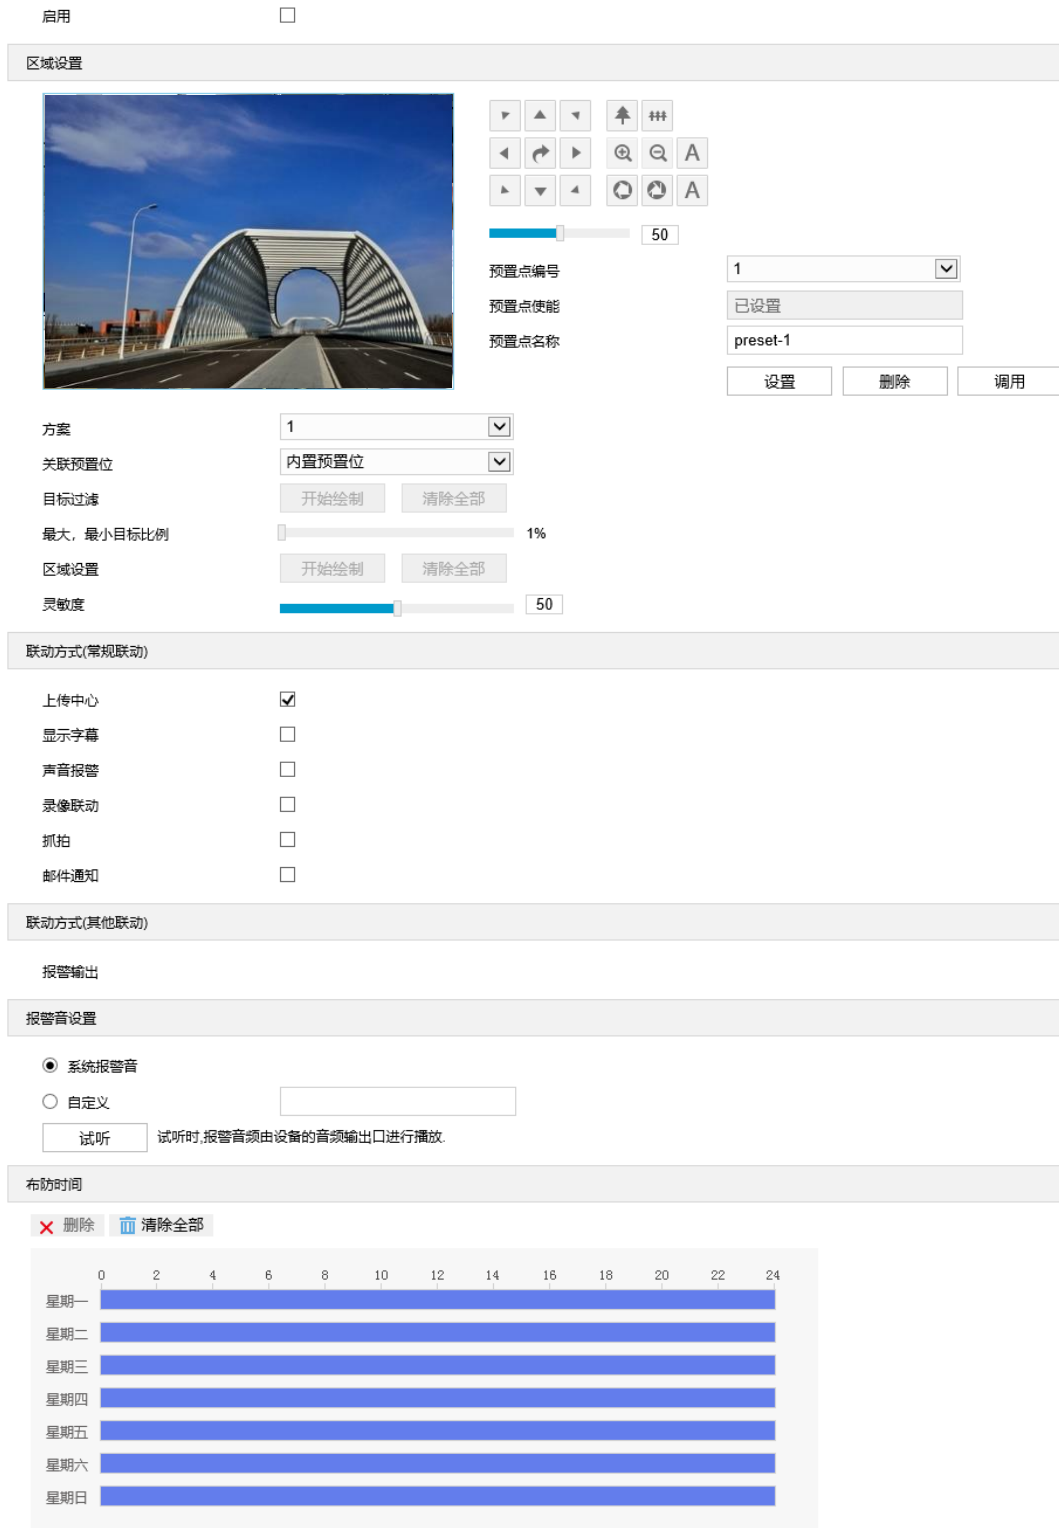 启用
区域设置
A
A
50
预置点编号 1
预置点使能 已设置
预置点名称 preset-1
设置 删除 调用
方案 1
关联预置位 内置预置位
目标过滤 开始绘制 清除全部
最大，最小目标比例 1%
区域设置 开始绘制 清除全部
灵敏度 50
联动方式(常规联动)
上传中心
显示字幕
声音报警
录像联动
抓拍
邮件通知
联动方式(其他联动)
报警输出
报警音设置
系统报警音
自定义
试听 试听时,报警音频由设备的音频输出口进行播放.
布防时间
删除 清除全部
0 2 4 6 8 10 12 14 16 18 20 22 24
星期一
星期二
星期三
星期四
星期五
星期六
星期日